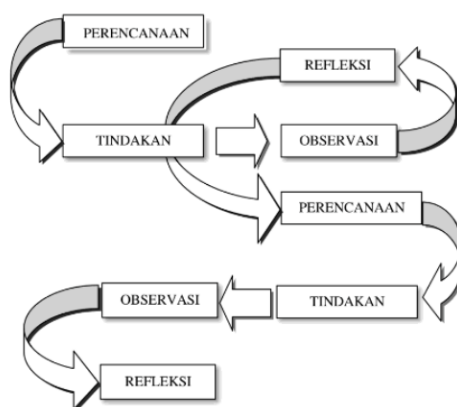 PERENCANAAN
REFLEKSI
TINDAKAN
OBSERVASI
PERENCANAAN
OBSERVASI
TINDAKAN
REFLEKSI